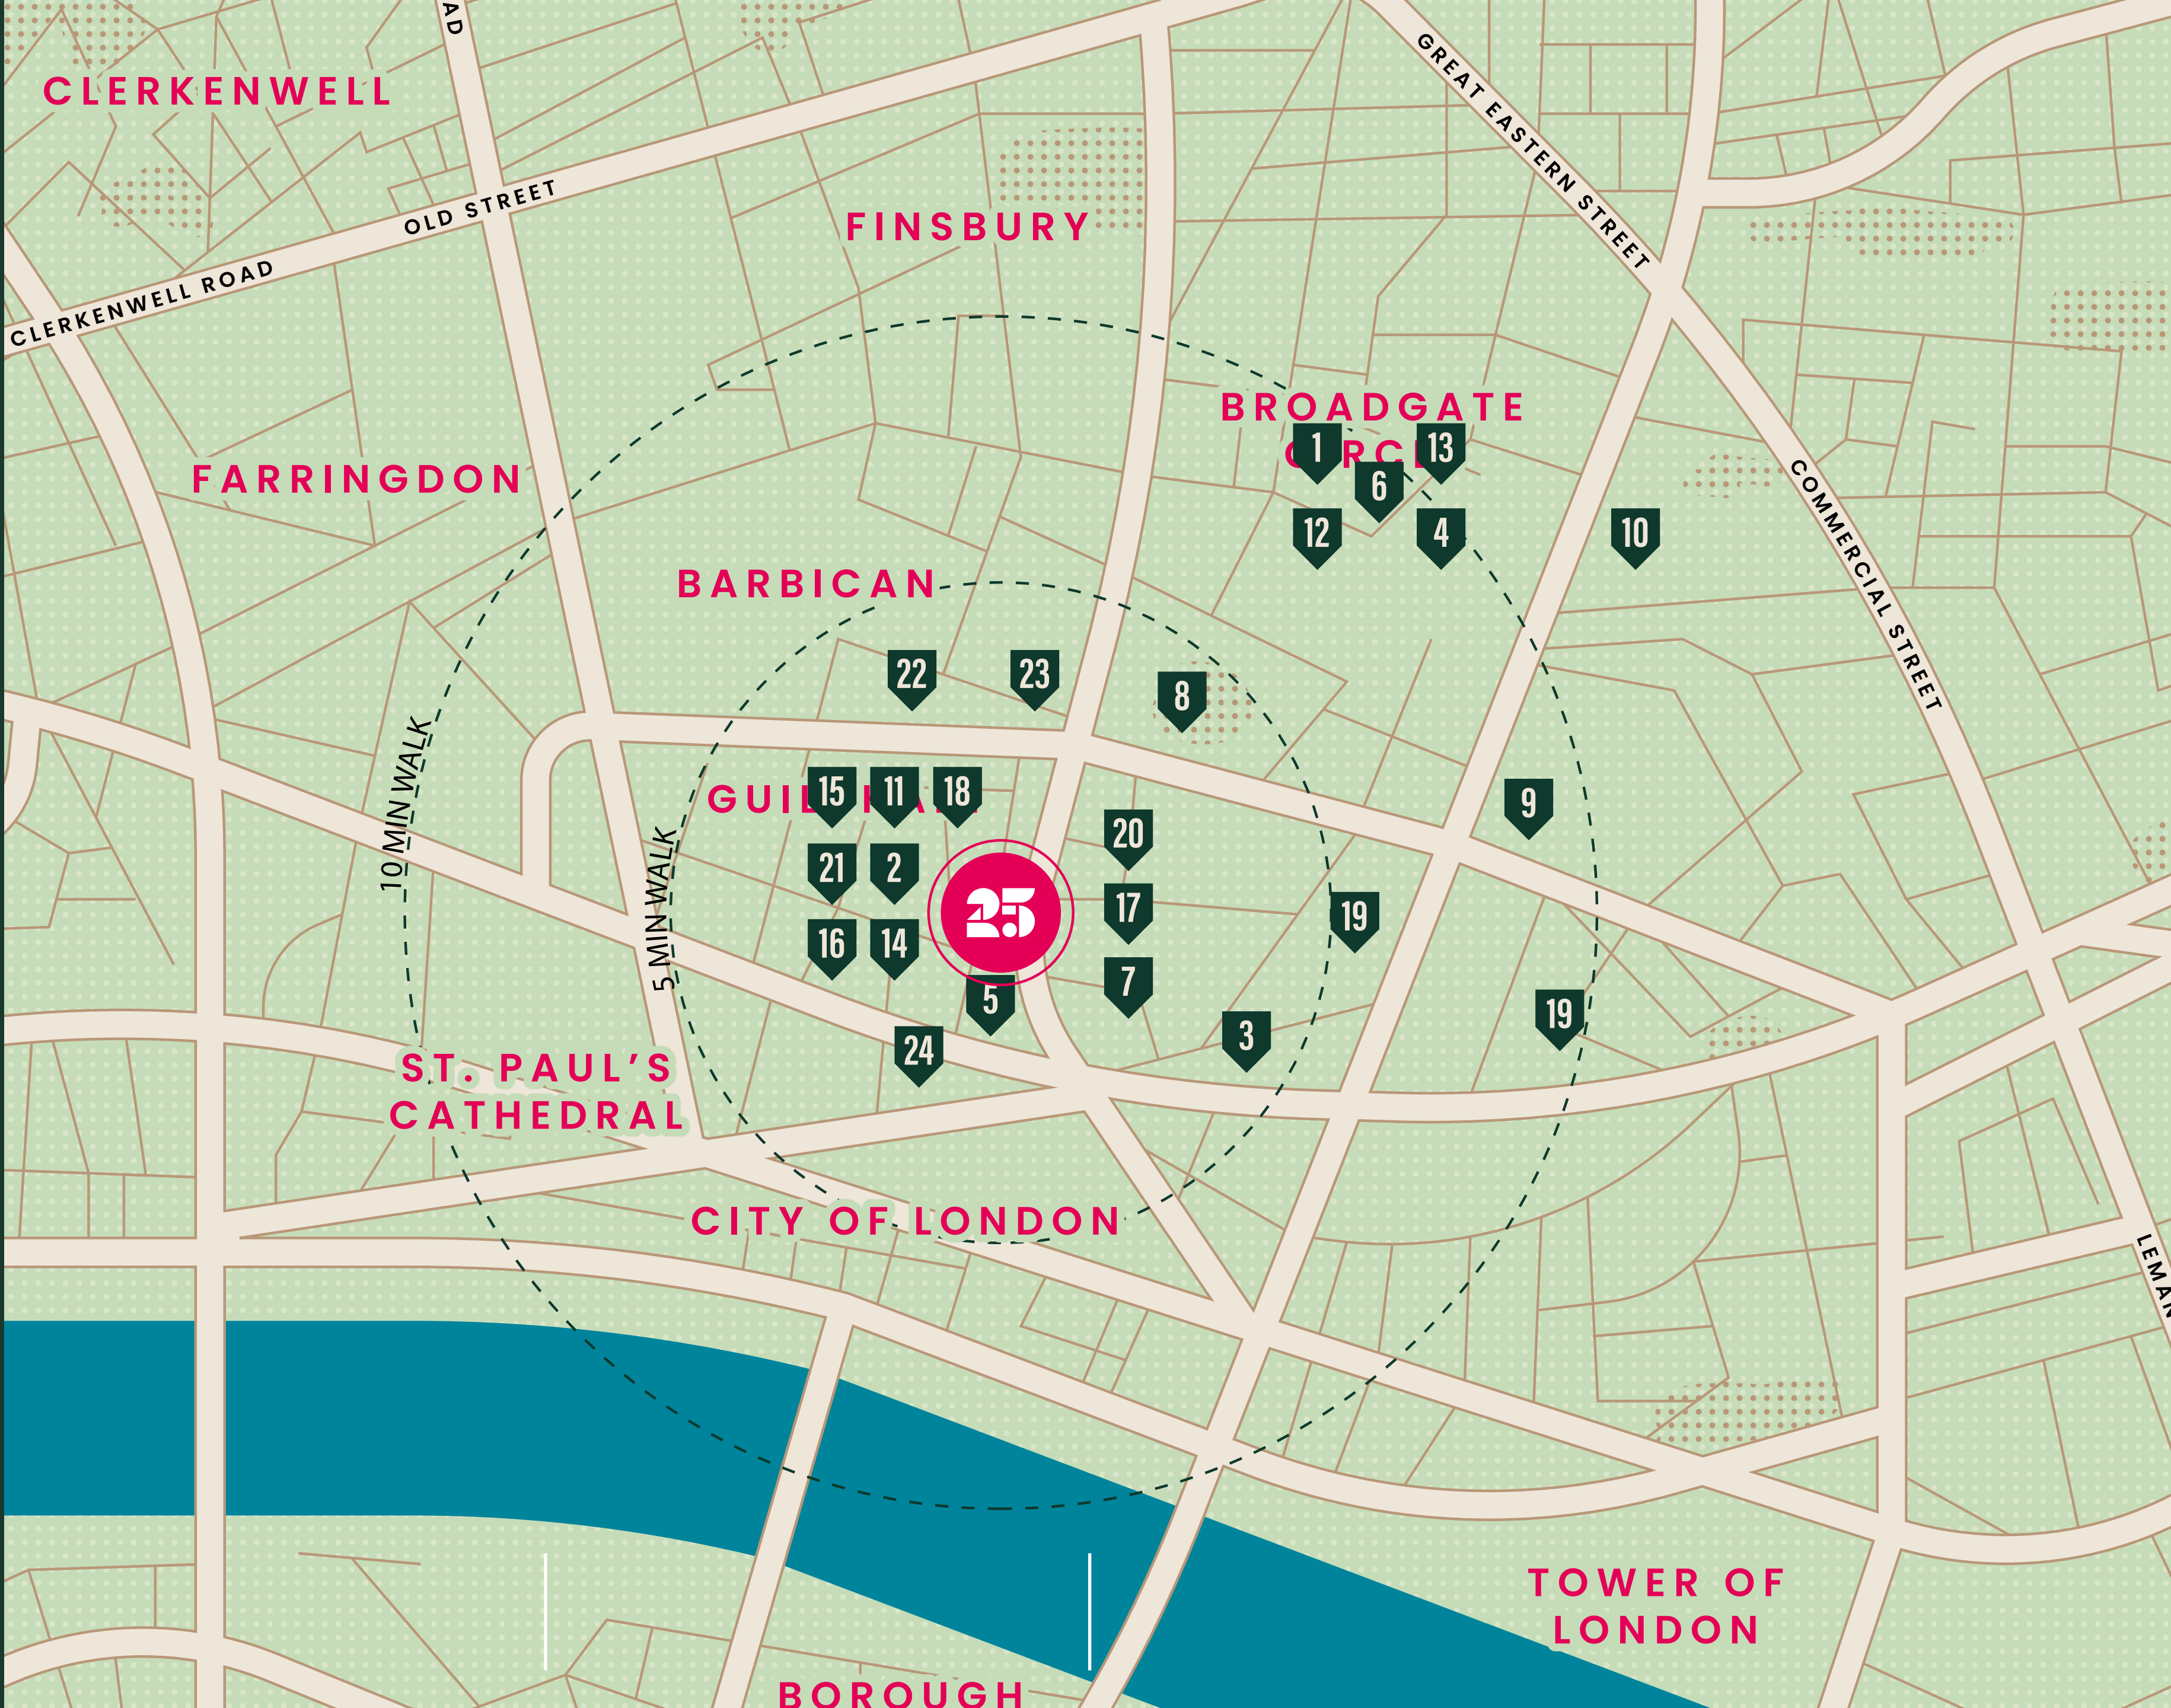 AD
CLERKENWELL
GREAT EASTERN STREET
OLD STREET
FINSBURY
CLERKENWELL ROAD
BROADGATE
1
13
6
FARRINGDON
12
4
10
COMMERCIAL STREET
BARBICAN
22
23
8
10 MIN WALK
15
11
18
9
20
5 MIN WALK
21
2
25
17
19
16
14
7
5
19
3
24
ST. PAUL’S
CATHEDRAL
CITY OF LONDON
LEMAN
TOWER OF
LONDON
BOROUGH